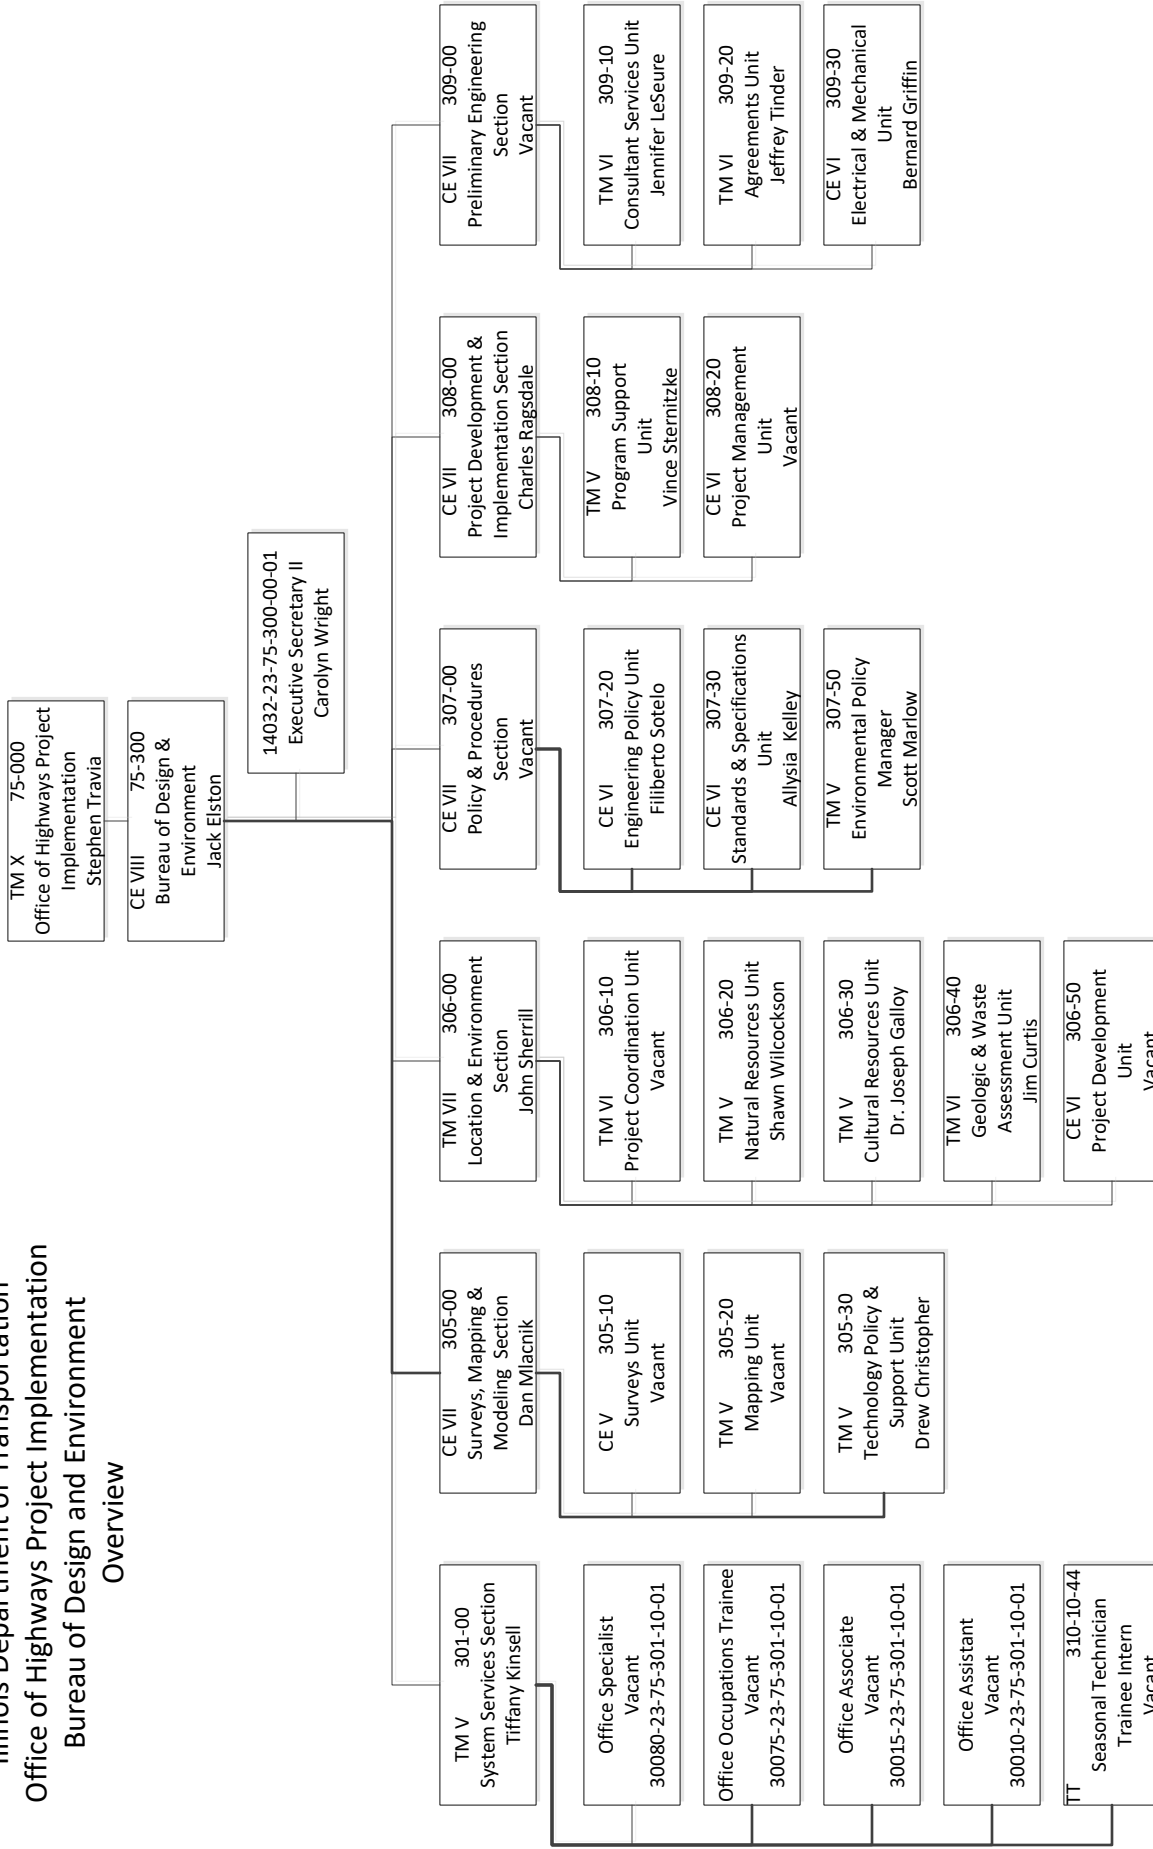 Illinois Department of Transportation
Office of Highways Project Implementation
Bureau of Design and Environment
Overview
TM X 75-000
Office of Highways Project
Implementation
Stephen Travia
CE VIII 75-300
Bureau of Design &
Environment
Jack Elston
14032-23-75-300-00-01
Executive Secretary II
Carolyn Wright
TM V 301-00
System Services Section
Tiffany Kinsell
Office Specialist
Vacant
30080-23-75-301-10-01
Office Occupations Trainee
Vacant
30075-23-75-301-10-01
Office Associate
Vacant
30015-23-75-301-10-01
Office Assistant
Vacant
30010-23-75-301-10-01
TT 310-10-44
Seasonal Technician
Trainee Intern
Vacant
CE VII 305-00
Surveys, Mapping &
Modeling Section
Dan Mlacnik
CE V 305-10
Surveys Unit
Vacant
TM V 305-20
Mapping Unit
Vacant
TM V 305-30
Technology Policy &
Support Unit
Drew Christopher
TM VII 306-00
Location & Environment
Section
John Sherrill
TM VI 306-10
Project Coordination Unit
Vacant
TM V 306-20
Natural Resources Unit
Shawn Wilcockson
TM V 306-30
Cultural Resources Unit
Dr. Joseph Galloy
TM VI 306-40
Geologic & Waste
Assessment Unit
Jim Curtis
CE VI 306-50
Project Development
Unit
Vacant
CE VII 307-00
Policy & Procedures
Section
Vacant
CE VI 307-20
Engineering Policy Unit
Filiberto Sotelo
CE VI 307-30
Standards & Specifications
Unit
Allysia Kelley
TM V 307-50
Environmental Policy
Manager
Scott Marlow
CE VII 308-00
Project Development &
Implementation Section
Charles Ragsdale
TM V 308-10
Program Support
Unit
Vince Sternitzke
CE VI 308-20
Project Management
Unit
Vacant
CE VII 309-00
Preliminary Engineering
Section
Vacant
TM VI 309-10
Consultant Services Unit
Jennifer LeSeure
TM VI 309-20
Agreements Unit
Jeffrey Tinder
CE VI 309-30
Electrical & Mechanical
Unit
Bernard Griffin